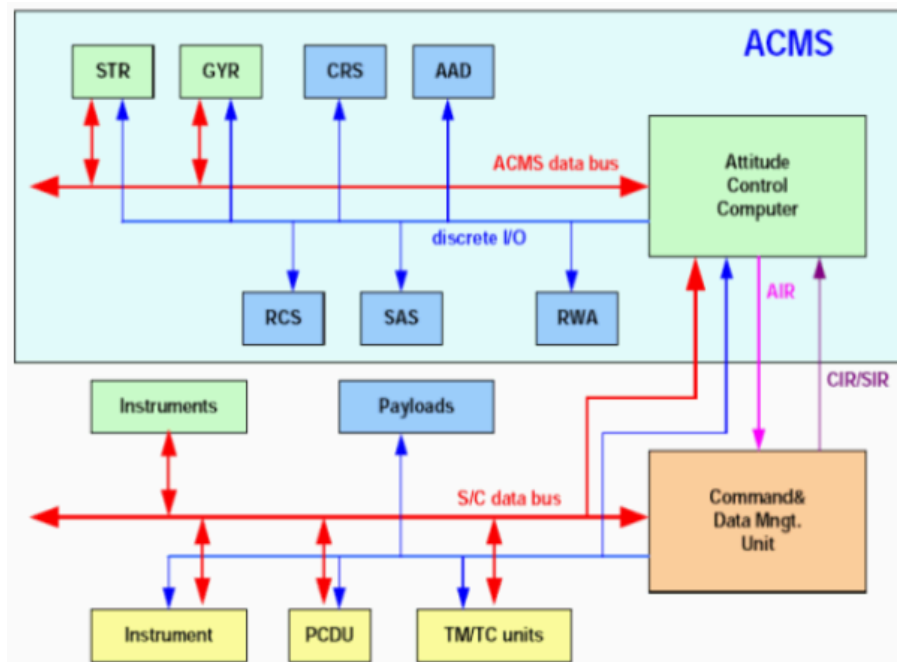 ACMS
STR
GYR
CRS
AAD
ACMS data bus
Attitude
Control
Computer
discrete I/O
RCS
SAS
RWA
AIR
CIR/SIR
Instruments
Payloads
S/C data bus
Command&
Data Mngt.
Unit
Instrument
PCDU
TM/TC units